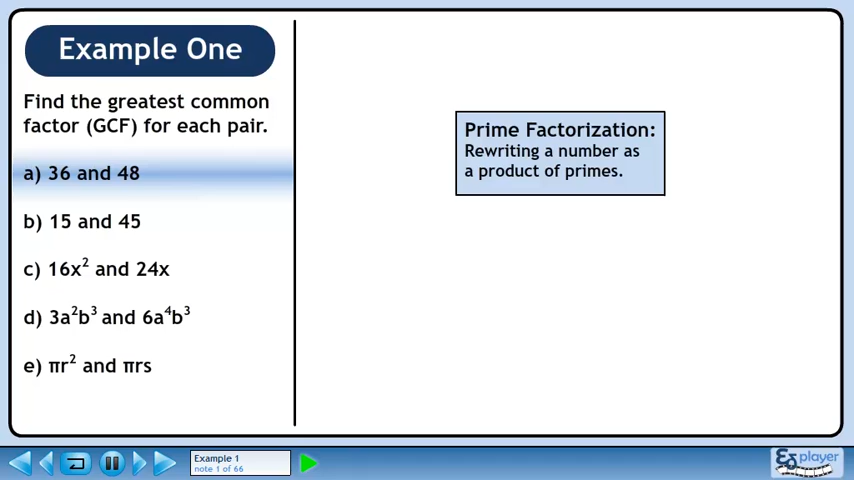 Example One
Find the greatest common
factor (GCF) for each pair.
a) 36 and 48
b) 15 and 45
c) 16x² and 24x
d) 3a²b³ and 6a⁴b³
e) πr² and πrs
Prime Factorization:
Rewriting a number as
a product of primes.
Example 1
note 1 of 66
player